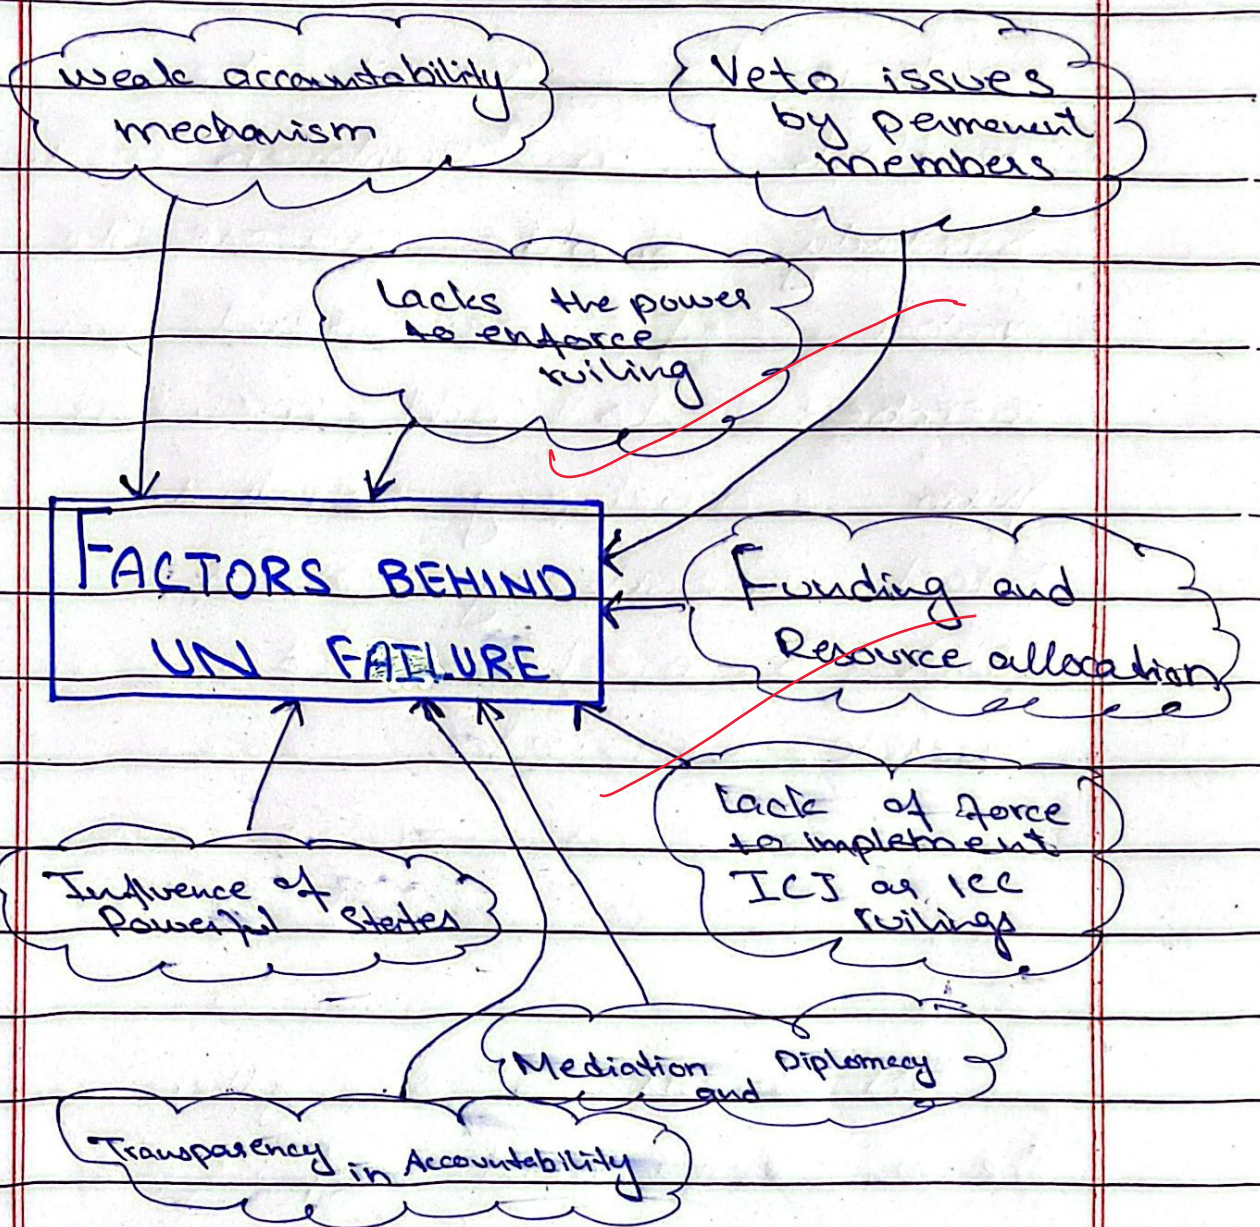 Weak accountability
mechanism
Veto issues
by permanent
members
Lacks the power
to enforce
ruiling
FACTORS BEHIND
UN FAILURE
Funding and
Resource allocation
Lack of force
to implement
ICJ or ICC
ruilings
Influence of
Powerful States
Mediation and Diplomacy
Transparency in Accountability